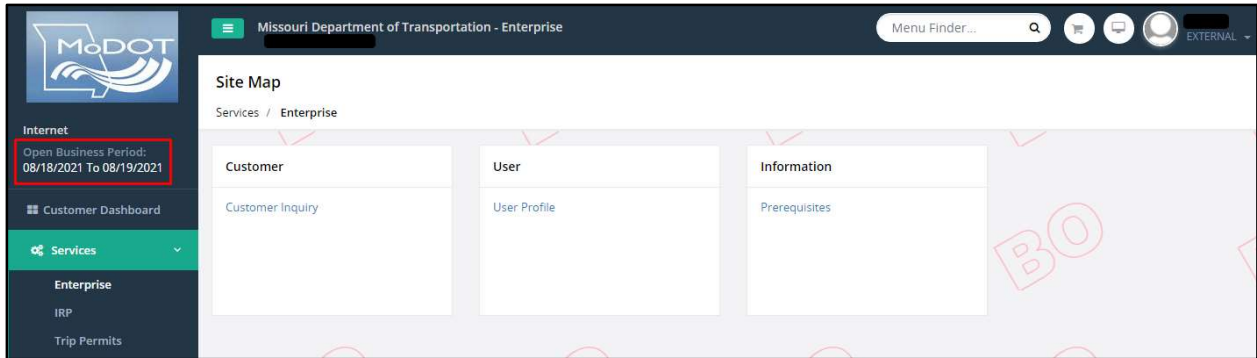 MoDOT
Missouri Department of Transportation - Enterprise
Menu Finder...
EXTERNAL
Site Map
Services / Enterprise
Internet
Open Business Period:
08/18/2021 To 08/19/2021
Customer Dashboard
Services
Enterprise
IRP
Trip Permits
Customer
Customer Inquiry
User
User Profile
Information
Prerequisites
BO